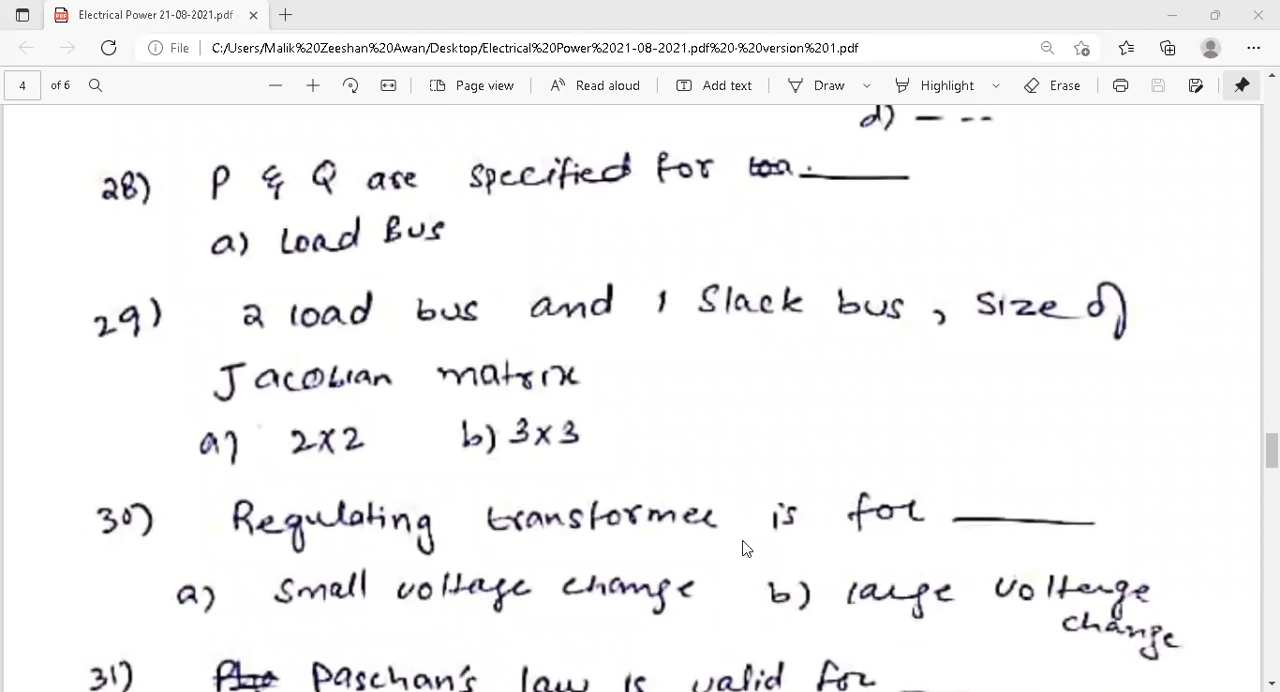 Electrical Power 21-08-2021.pdf
File C:/Users/Malik%20Zeeshan%20Awan/Desktop/Electrical%20Power%2021-08-2021.pdf%20-%20version%201.pdf
4 of 6 Page view Read aloud Add text Draw Highlight Erase
d) — --
28) P & Q are specified for ____
a) Load Bus
29) 2 load bus and 1 Slack bus, size of
Jacobian matrix
a) 2x2 b) 3x3
30) Regulating transformer is for ____
a) small voltage change b) large voltage
change
31) Paschan's law is valid for __